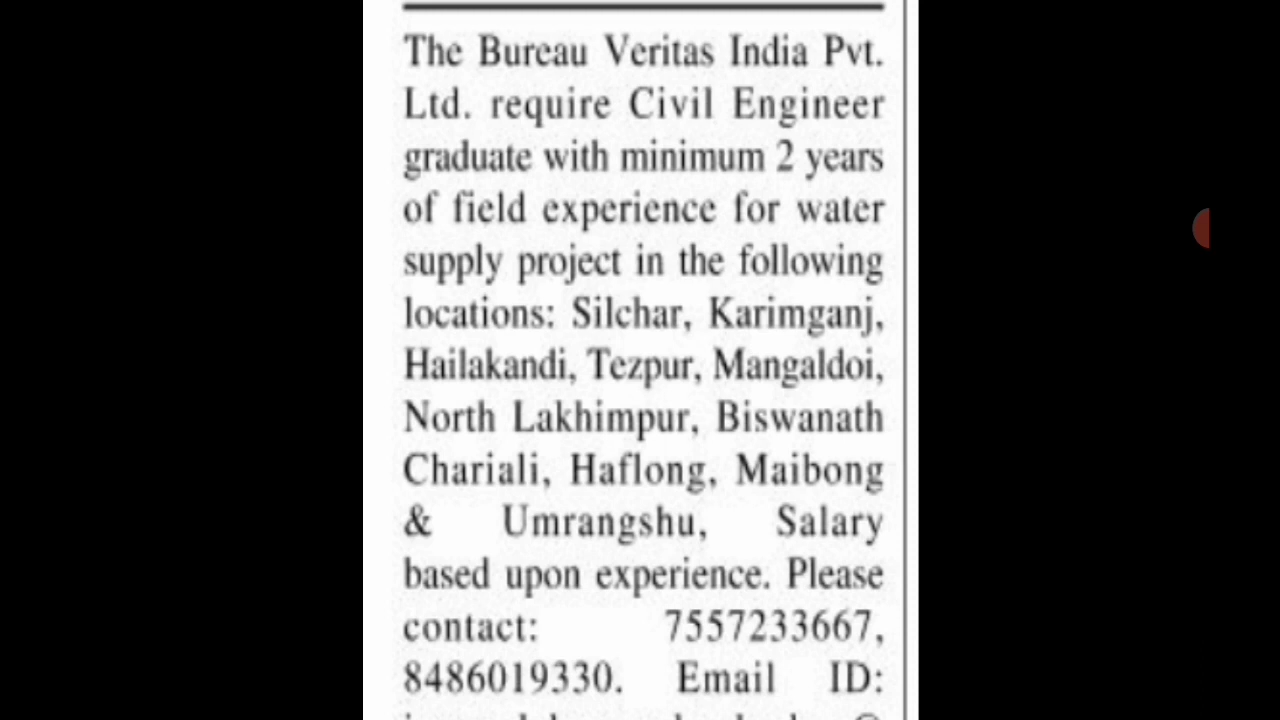 The Bureau Veritas India Pvt.
Ltd. require Civil Engineer
graduate with minimum 2 years
of field experience for water
supply project in the following
locations: Silchar, Karimganj,
Hailakandi, Tezpur, Mangaldoi,
North Lakhimpur, Biswanath
Chariali, Haflong, Maibong
& Umrangshu, Salary
based upon experience. Please
contact: 7557233667,
8486019330. Email ID: